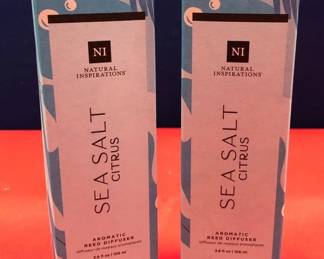 NI
NATURAL
INSPIRATIONS®
SEA SALT
CITRUS
AROMATIC
REED DIFFUSER
NI
NATURAL
INSPIRATIONS®
SEA SALT
CITRUS
AROMATIC
REED DIFFUSER